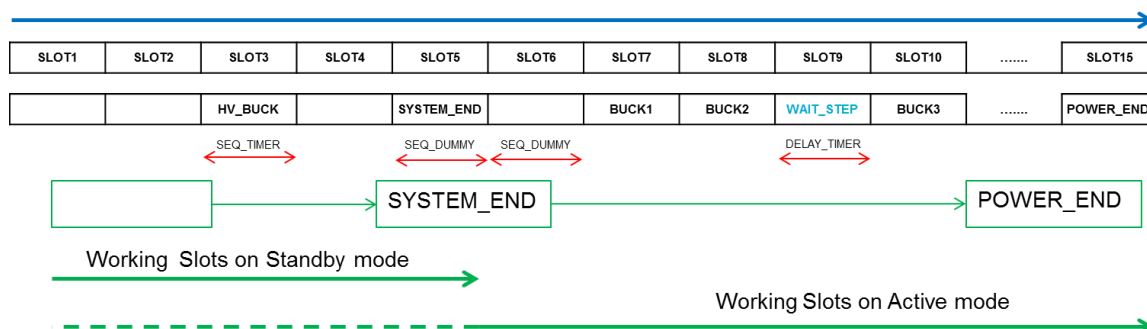 SLOT1 SLOT2 SLOT3 SLOT4 SLOT5 SLOT6 SLOT7 SLOT8 SLOT9 SLOT10 ....... SLOT15
HV_BUCK SYSTEM_END BUCK1 BUCK2 WAIT_STEP BUCK3 ....... POWER_END
SEQ_TIMER SEQ_DUMMY SEQ_DUMMY DELAY_TIMER
SYSTEM_END POWER_END
Working Slots on Standby mode
Working Slots on Active mode